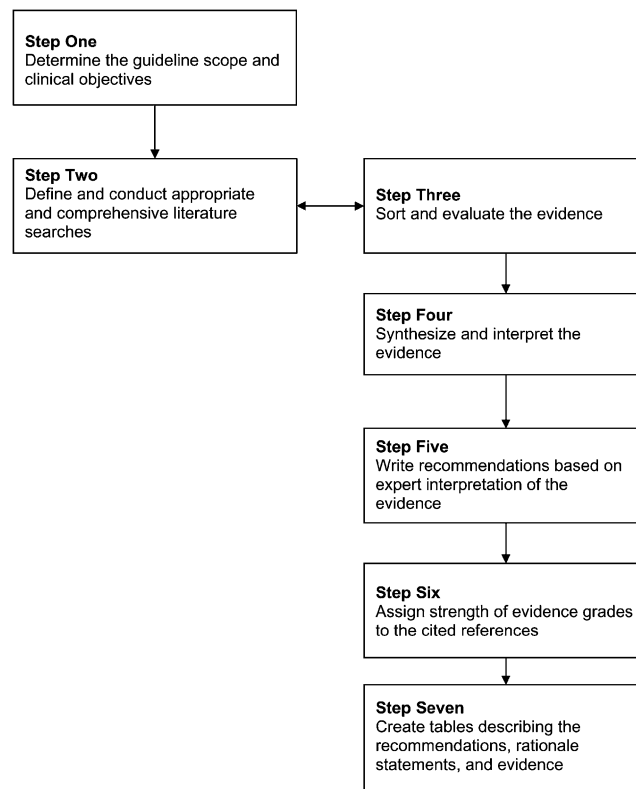 Step One
Determine the guideline scope and
clinical objectives
Step Two
Define and conduct appropriate
and comprehensive literature
searches
Step Three
Sort and evaluate the evidence
Step Four
Synthesize and interpret the
evidence
Step Five
Write recommendations based on
expert interpretation of the
evidence
Step Six
Assign strength of evidence grades
to the cited references
Step Seven
Create tables describing the
recommendations, rationale
statements, and evidence